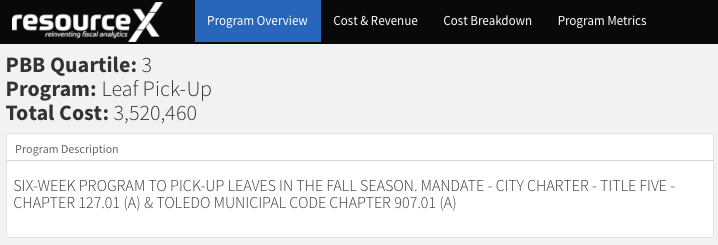 resourceX
reinventing fiscal analytics
Program Overview Cost & Revenue Cost Breakdown Program Metrics
PBB Quartile: 3
Program: Leaf Pick-Up
Total Cost: 3,520,460
Program Description
SIX-WEEK PROGRAM TO PICK-UP LEAVES IN THE FALL SEASON. MANDATE - CITY CHARTER - TITLE FIVE -
CHAPTER 127.01 (A) & TOLEDO MUNICIPAL CODE CHAPTER 907.01 (A)